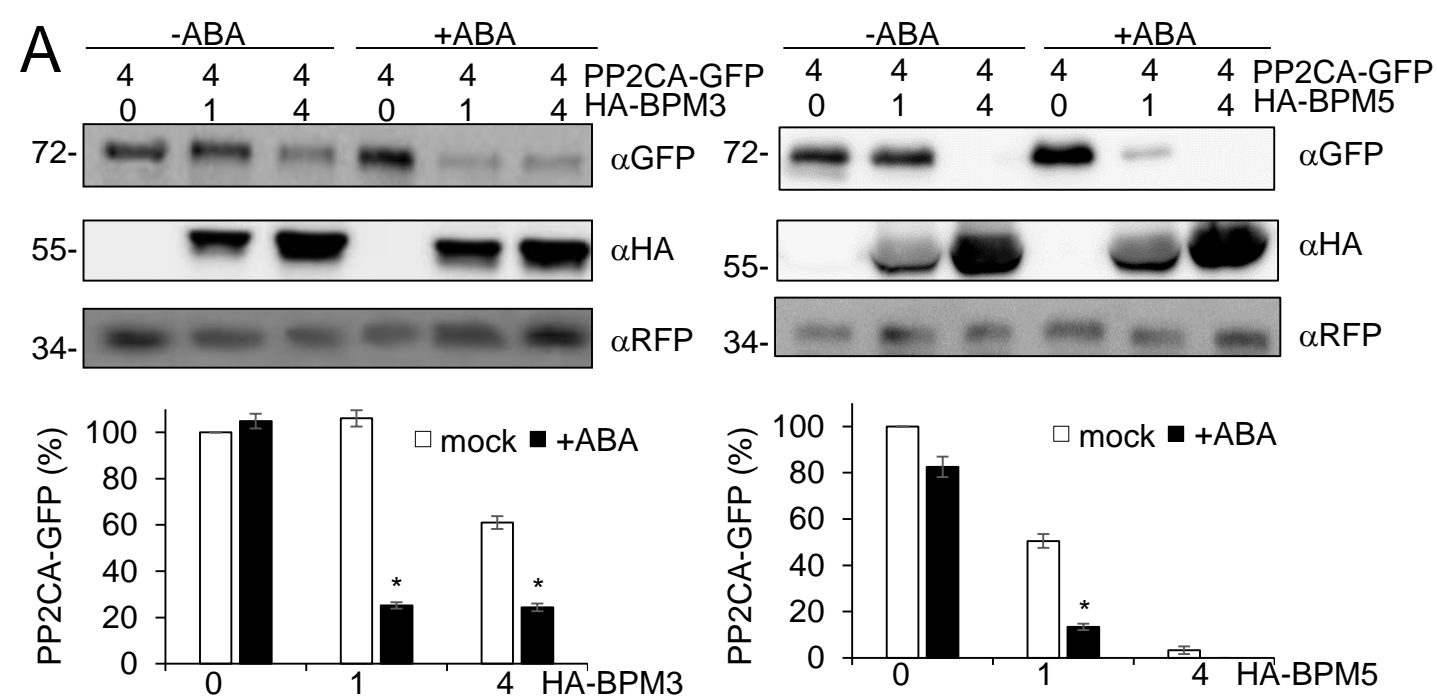 A
-ABA +ABA
4 4 4 4 4 4 PP2CA-GFP
0 1 4 0 1 4 HA-BPM3
72- αGFP
55- αHA
34- αRFP
PP2CA-GFP (%)
100
80
60
40
20
0
mock +ABA
* *
0 1 4 HA-BPM3
-ABA +ABA
4 4 4 4 4 4 PP2CA-GFP
0 1 4 0 1 4 HA-BPM5
72- αGFP
55- αHA
34- αRFP
PP2CA-GFP (%)
100
80
60
40
20
0
mock +ABA
*
0 1 4 HA-BPM5